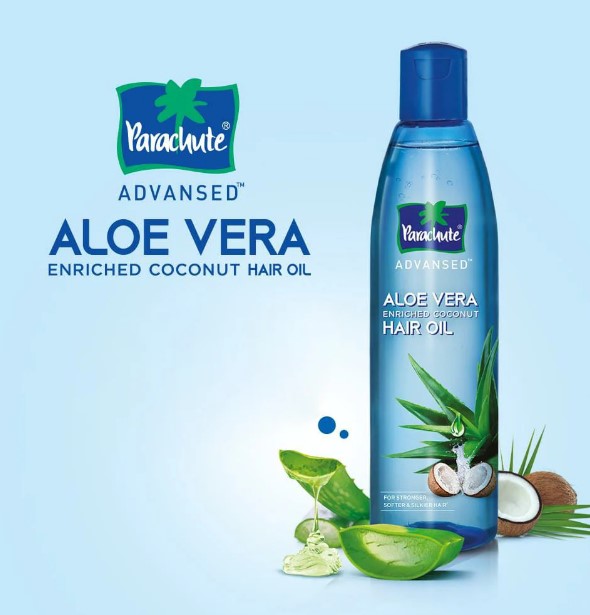 Parachute®
ADVANSED™
ALOE VERA
ENRICHED COCONUT HAIR OIL
Parachute®
ADVANSED™
ALOE VERA
ENRICHED COCONUT
HAIR OIL
FOR STRONGER,
SOFTER & SILKIER HAIR